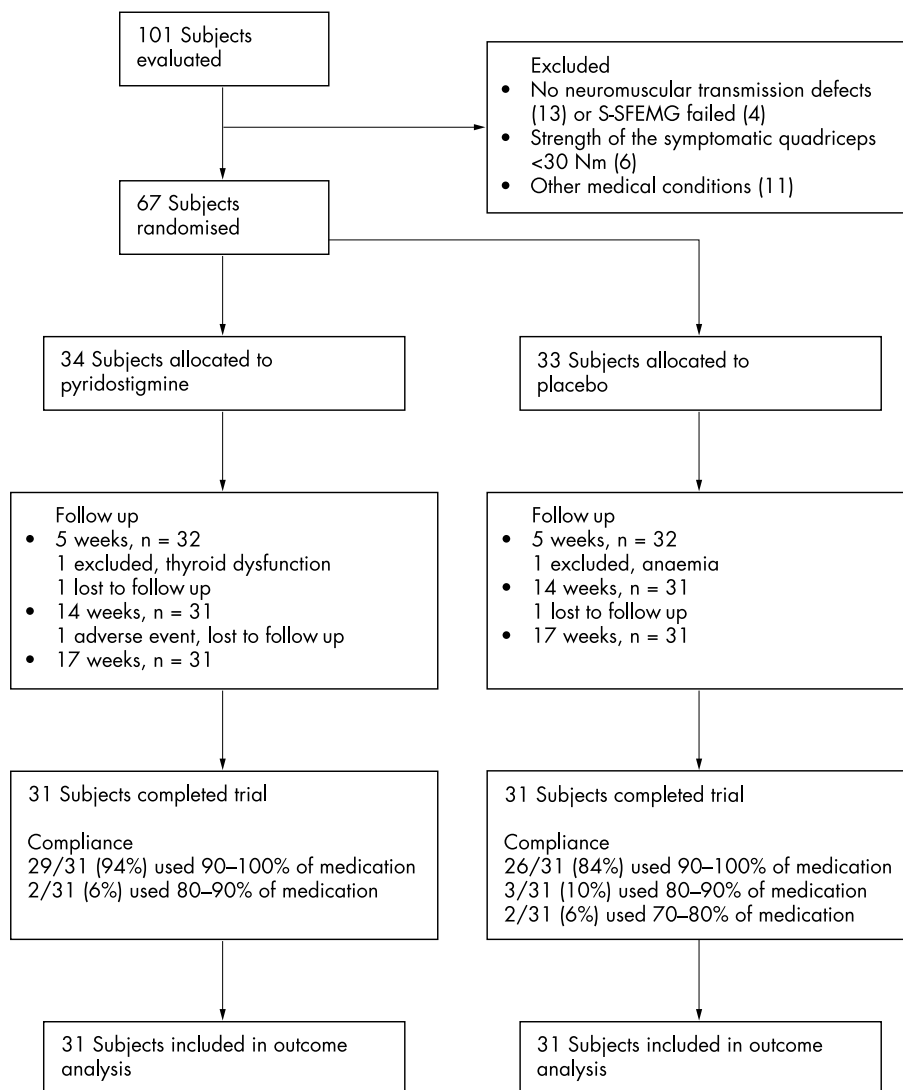 101 Subjects
evaluated
Excluded
• No neuromuscular transmission defects
(13) or S-SFEMG failed (4)
• Strength of the symptomatic quadriceps
<30 Nm (6)
• Other medical conditions (11)
67 Subjects
randomised
34 Subjects allocated to
pyridostigmine
33 Subjects allocated to
placebo
Follow up
• 5 weeks, n = 32
1 excluded, thyroid dysfunction
1 lost to follow up
• 14 weeks, n = 31
1 adverse event, lost to follow up
• 17 weeks, n = 31
Follow up
• 5 weeks, n = 32
1 excluded, anaemia
• 14 weeks, n = 31
1 lost to follow up
• 17 weeks, n = 31
31 Subjects completed trial
Compliance
29/31 (94%) used 90–100% of medication
2/31 (6%) used 80–90% of medication
31 Subjects completed trial
Compliance
26/31 (84%) used 90–100% of medication
3/31 (10%) used 80–90% of medication
2/31 (6%) used 70–80% of medication
31 Subjects included in outcome
analysis
31 Subjects included in outcome
analysis